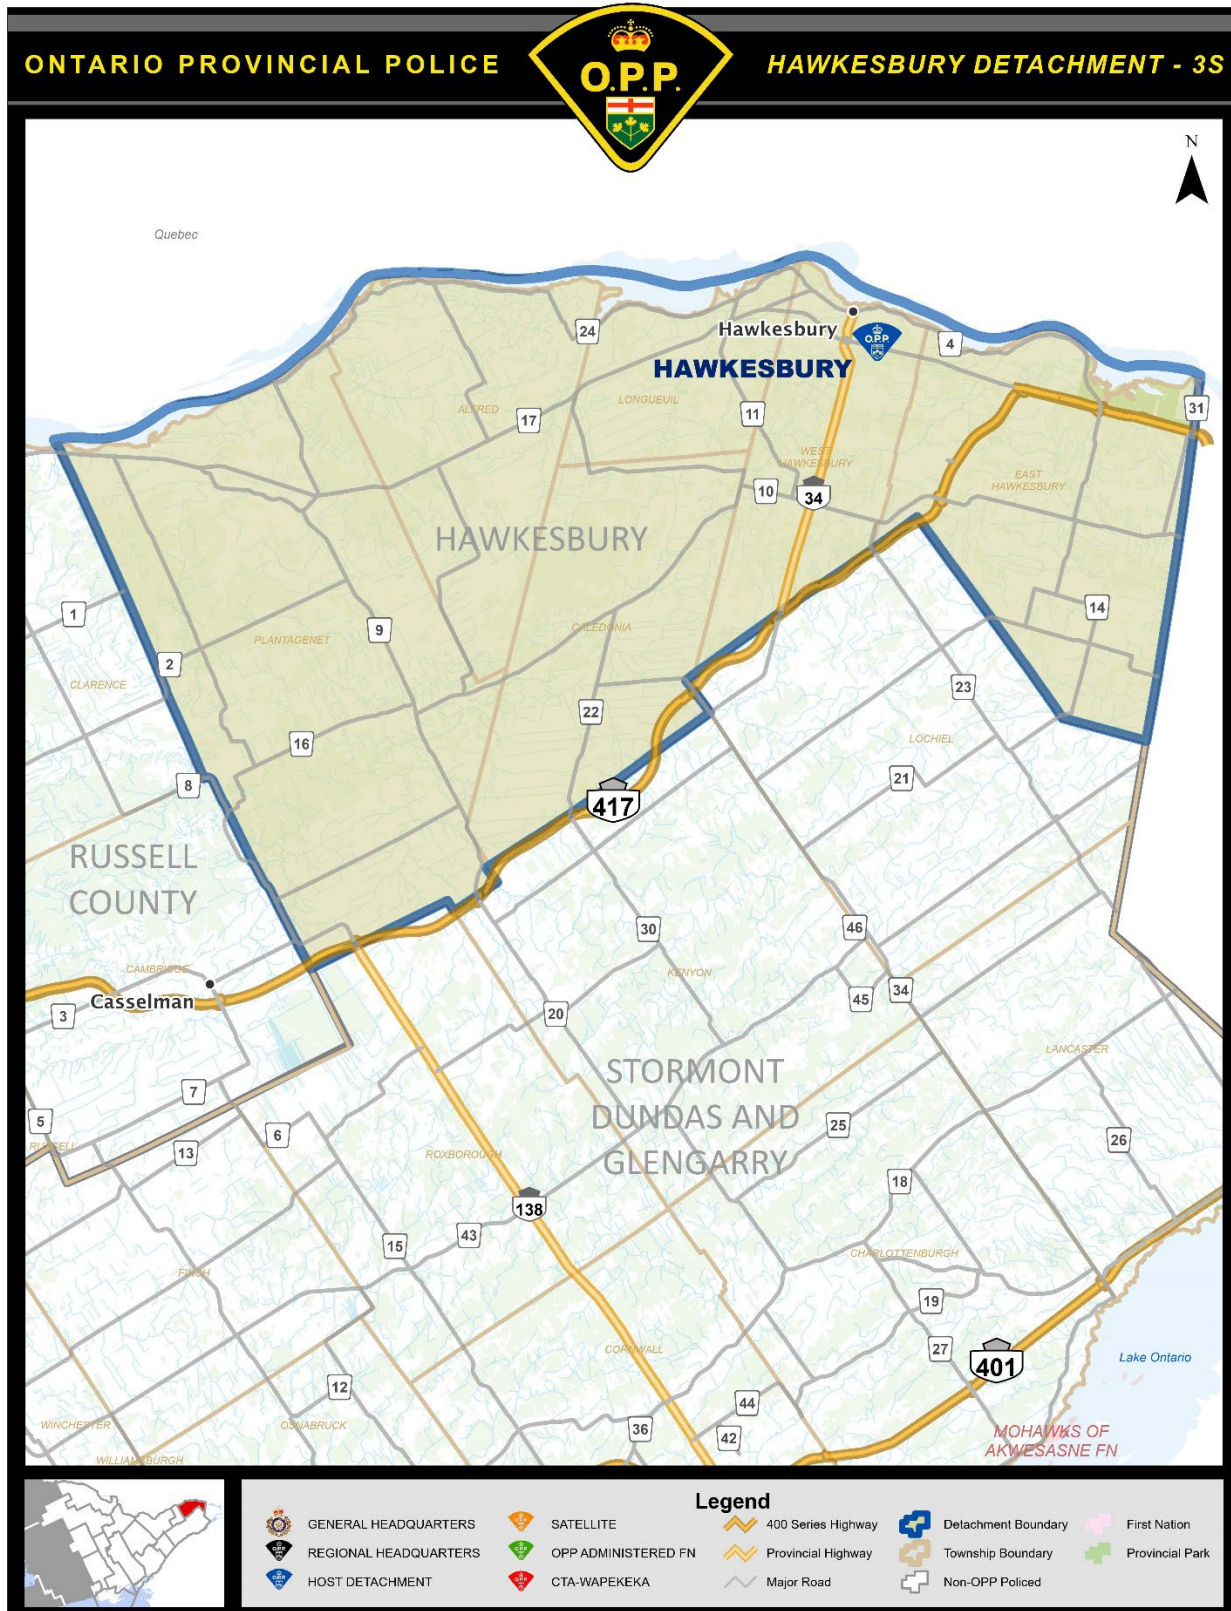 ONTARIO PROVINCIAL POLICE
O.P.P.
HAWKESBURY DETACHMENT - 3S
N
Quebec
24
Hawkesbury
O.P.P.
4
HAWKESBURY
31
ALFRED
LONGUEUIL
17
11
WEST
HAWKESBURY
EAST
HAWKESBURY
10
34
HAWKESBURY
1
14
9
CALEDONIA
PLANTAGENET
2
CLARENCE
23
22
16
LOCHIEL
21
8
417
RUSSELL
COUNTY
30
46
CAMBRIDGE
KENYON
Casselman
34
45
3
20
LANCASTER
STORMONT
DUNDAS AND
GLENGARRY
7
5
25
6
26
RUSSELL
13
ROXBOROUGH
18
138
43
15
CHARLOTTENBURGH
FINCH
19
27
CORNWALL
401
Lake Ontario
12
44
WINCHESTER
OSNABRUCK
36
42
MOHAWKS OF
AKWESASNE FN
WILLIAMSBURGH
Legend
GENERAL HEADQUARTERS
SATELLITE
400 Series Highway
Detachment Boundary
First Nation
REGIONAL HEADQUARTERS
OPP ADMINISTERED FN
Provincial Highway
Township Boundary
Provincial Park
HOST DETACHMENT
CTA-WAPEKEKA
Major Road
Non-OPP Policed